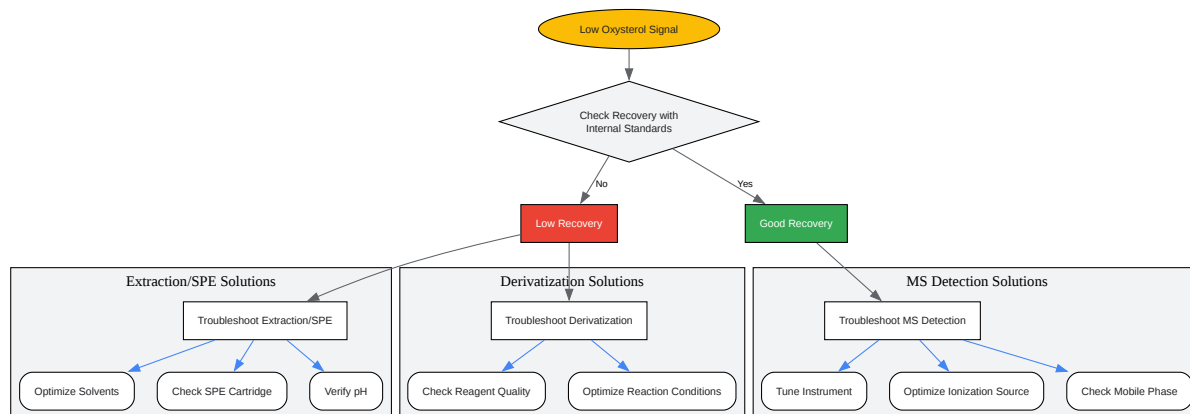 Low Oxysterol Signal
Check Recovery with
Internal Standards
No
Yes
Low Recovery
Good Recovery
Extraction/SPE Solutions
Derivatization Solutions
MS Detection Solutions
Troubleshoot Extraction/SPE
Troubleshoot Derivatization
Troubleshoot MS Detection
Optimize Solvents
Check SPE Cartridge
Verify pH
Check Reagent Quality
Optimize Reaction Conditions
Tune Instrument
Optimize Ionization Source
Check Mobile Phase